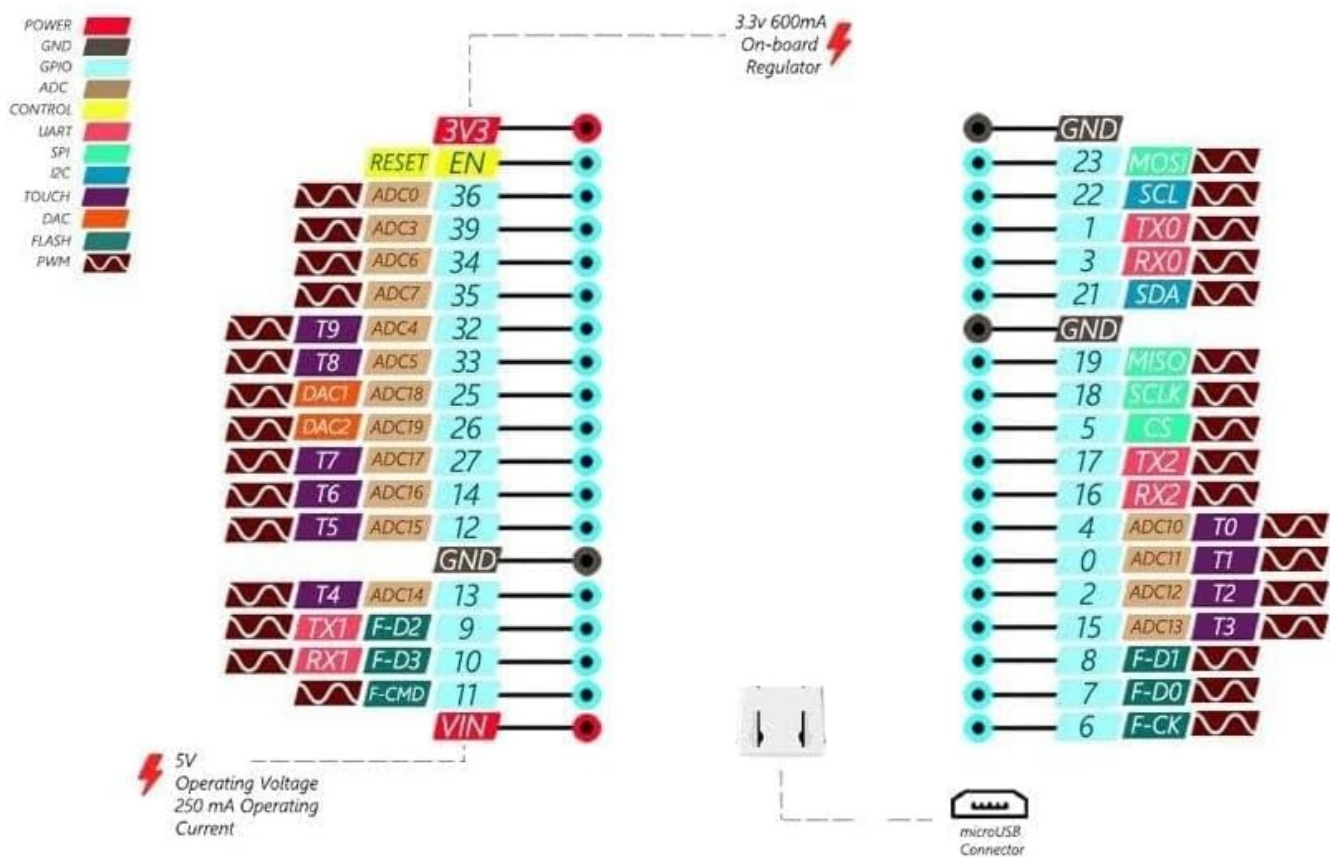 POWER
GND
GPIO
ADC
CONTROL
UART
SPI
I2C
TOUCH
DAC
FLASH
PWM
3.3v 600mA
On-board
Regulator
3V3
RESET EN
ADC0 36
ADC3 39
ADC6 34
ADC7 35
T9 ADC4 32
T8 ADC5 33
DAC1 ADC18 25
DAC2 ADC19 26
T7 ADC17 27
T6 ADC16 14
T5 ADC15 12
GND
T4 ADC14 13
TX1 F-D2 9
RX1 F-D3 10
F-CMD 11
VIN
5V
Operating Voltage
250 mA Operating
Current
GND
23 MOSI
22 SCL
1 TX0
3 RX0
21 SDA
GND
19 MISO
18 SCLK
5 CS
17 TX2
16 RX2
4 ADC10 T0
0 ADC11 T1
2 ADC12 T2
15 ADC13 T3
8 F-D1
7 F-D0
6 F-CK
microUSB
Connector